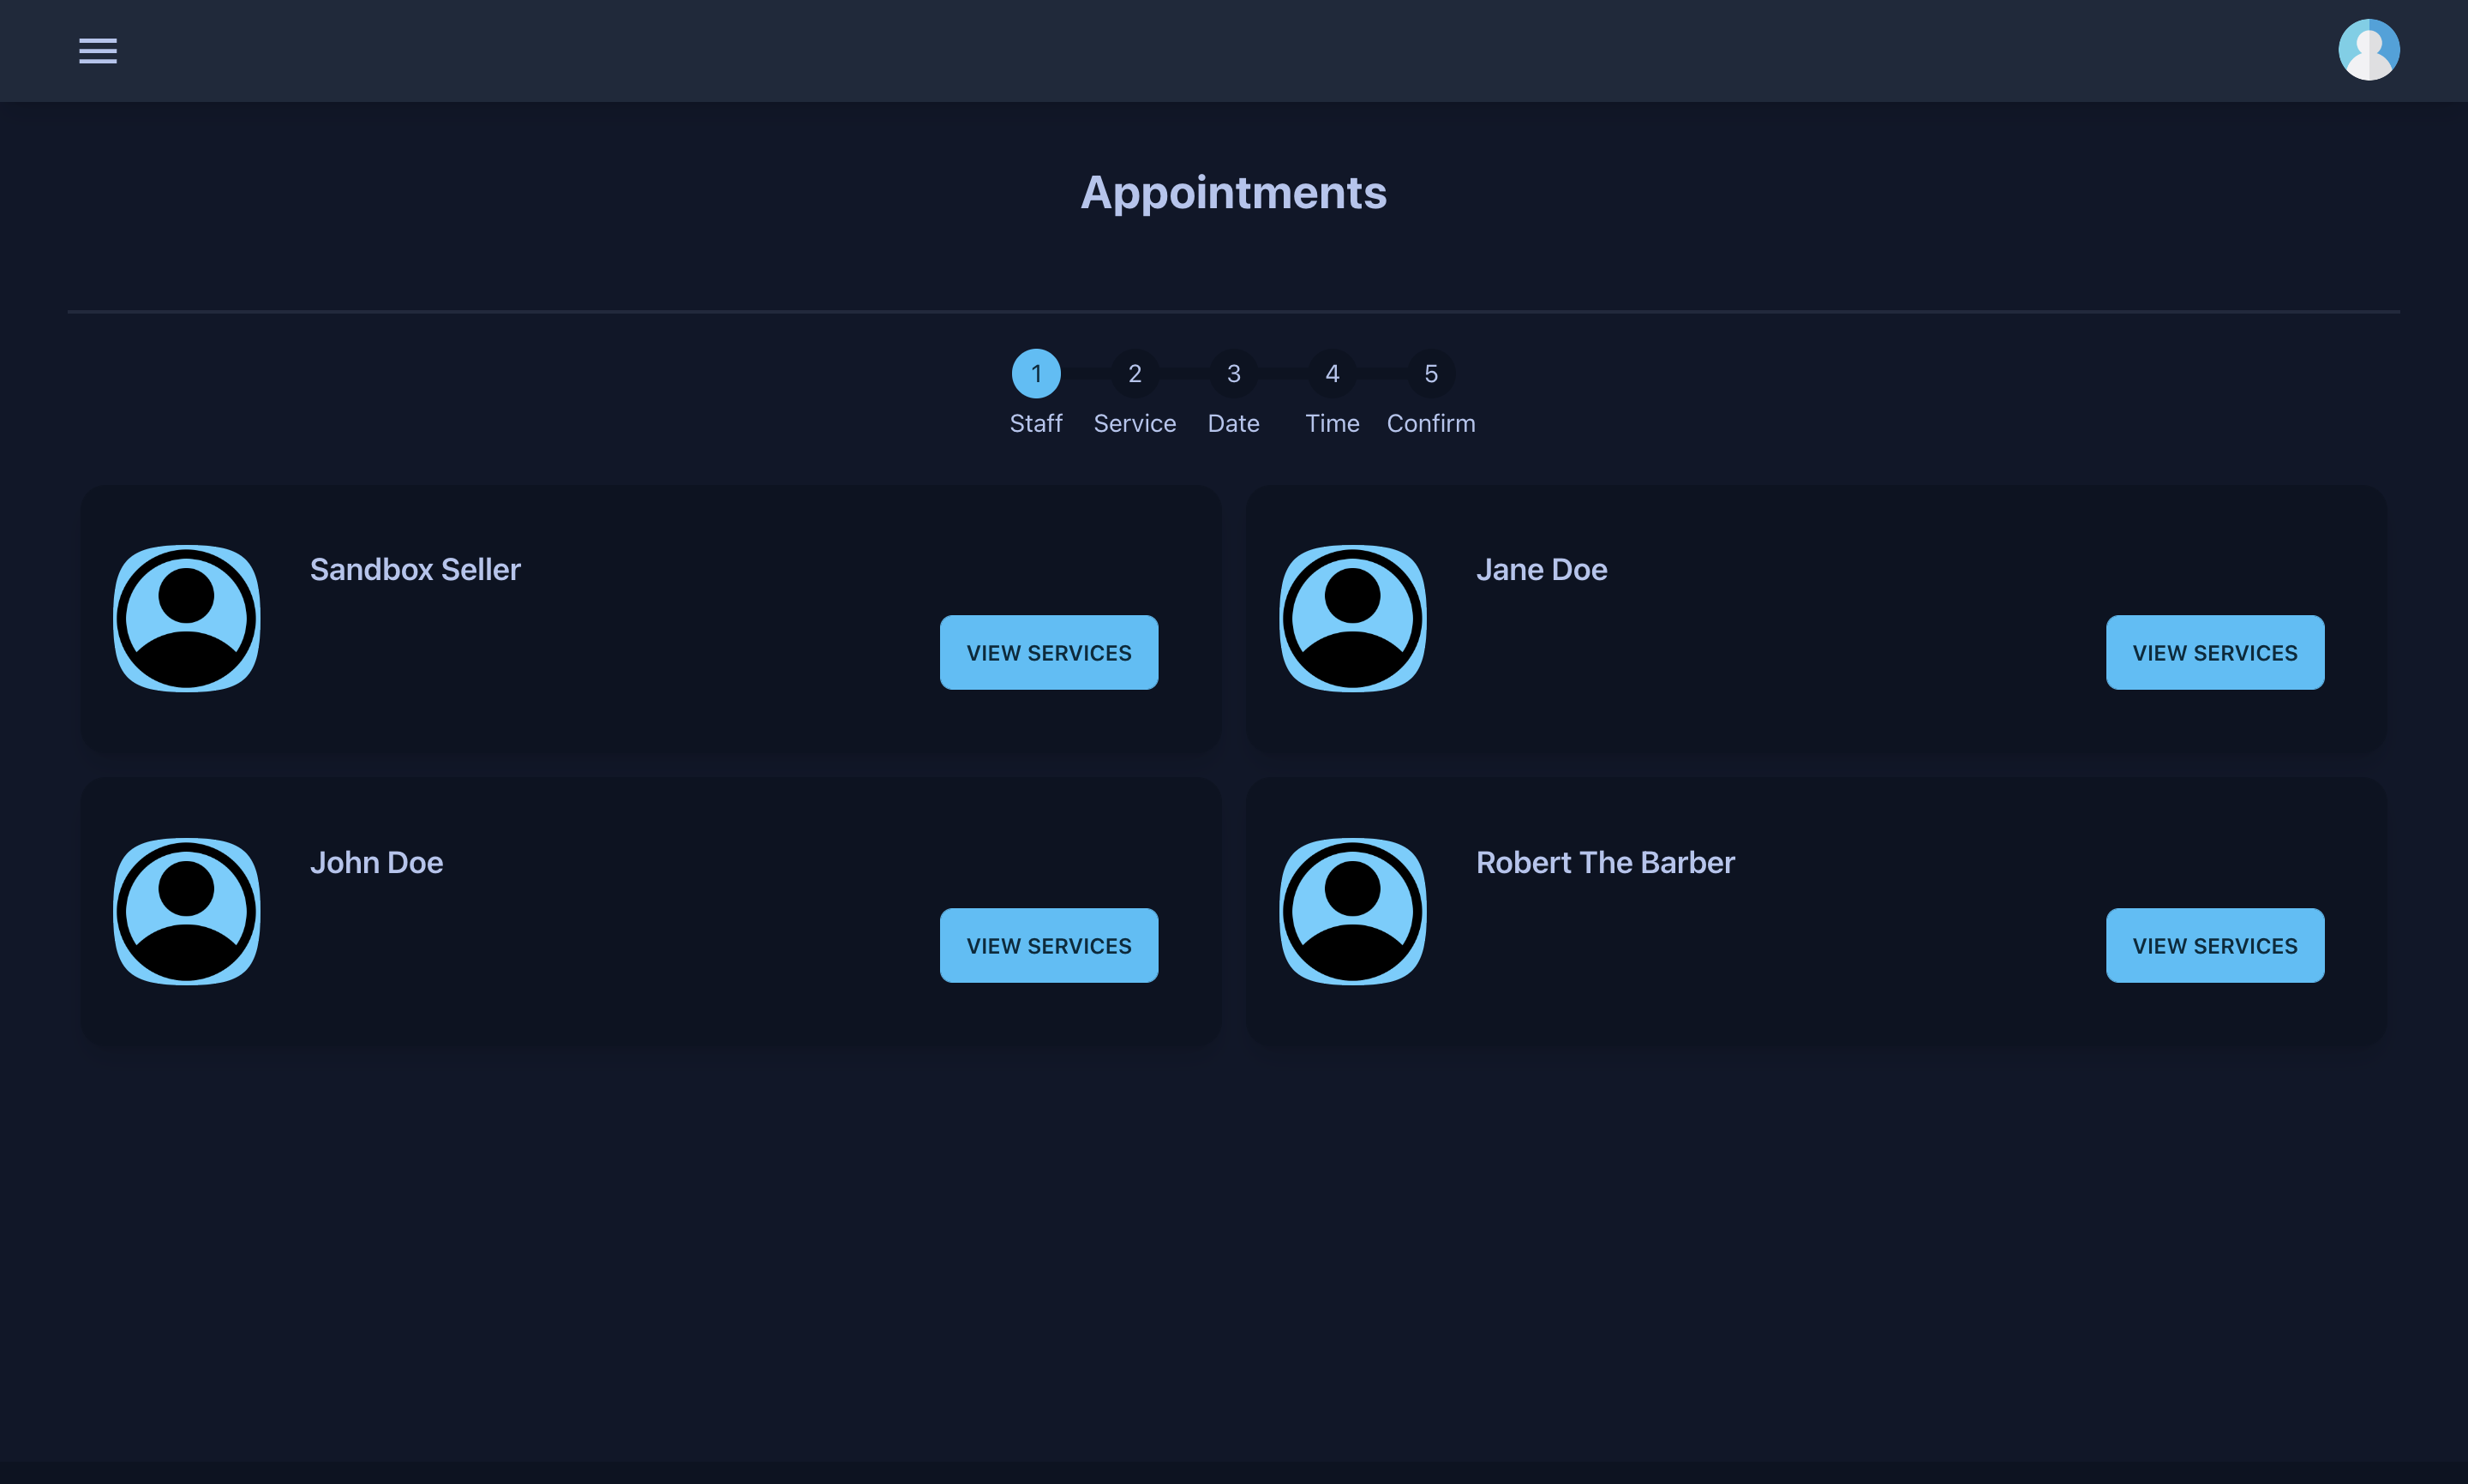 Appointments
1 2 3 4 5
Staff Service Date Time Confirm
Sandbox Seller
VIEW SERVICES
Jane Doe
VIEW SERVICES
John Doe
VIEW SERVICES
Robert The Barber
VIEW SERVICES